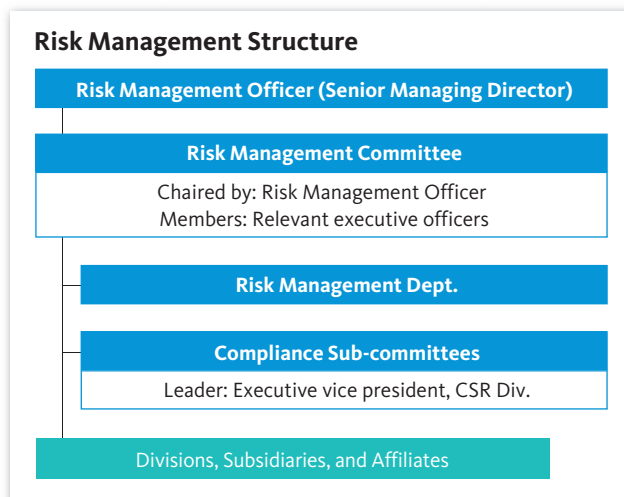 Risk Management Structure
Risk Management Officer (Senior Managing Director)
Risk Management Committee
Chaired by: Risk Management Officer
Members: Relevant executive officers
Risk Management Dept.
Compliance Sub-committees
Leader: Executive vice president, CSR Div.
Divisions, Subsidiaries, and Affiliates